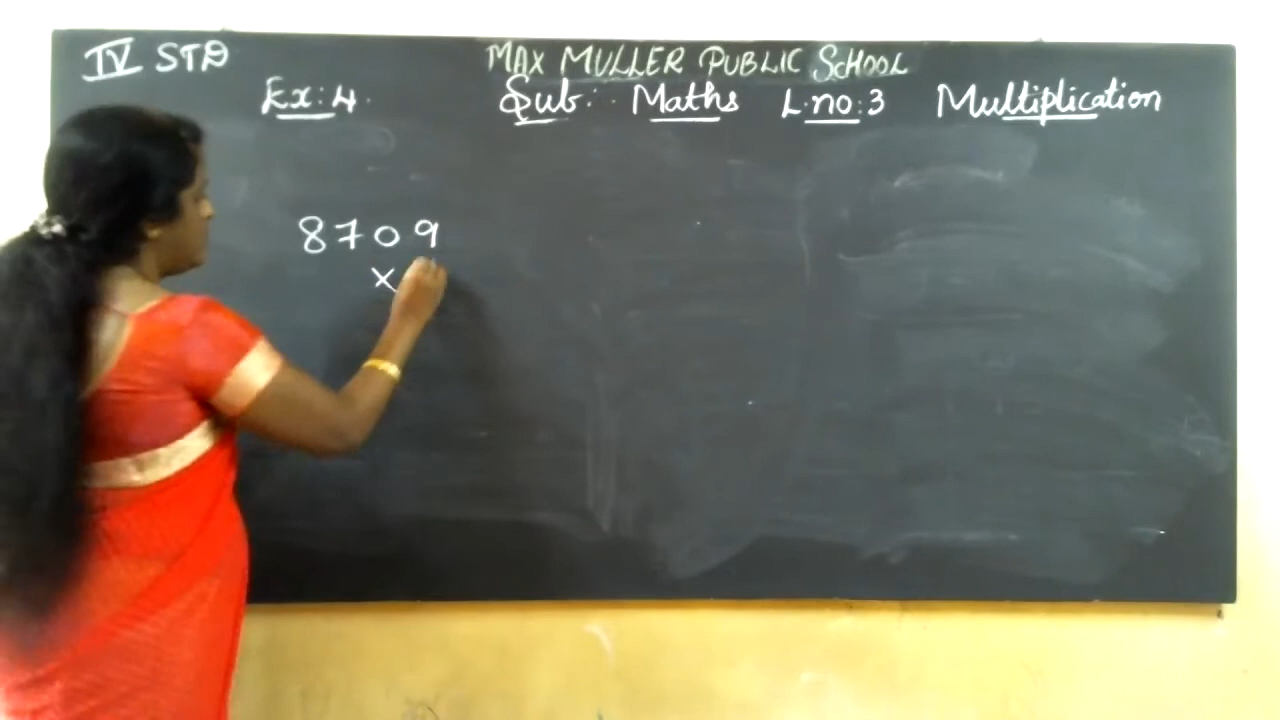 IV STD MAX MULLER PUBLIC SCHOOL
Ex: 4. Sub: Maths L.no: 3 Multiplication
8709
×